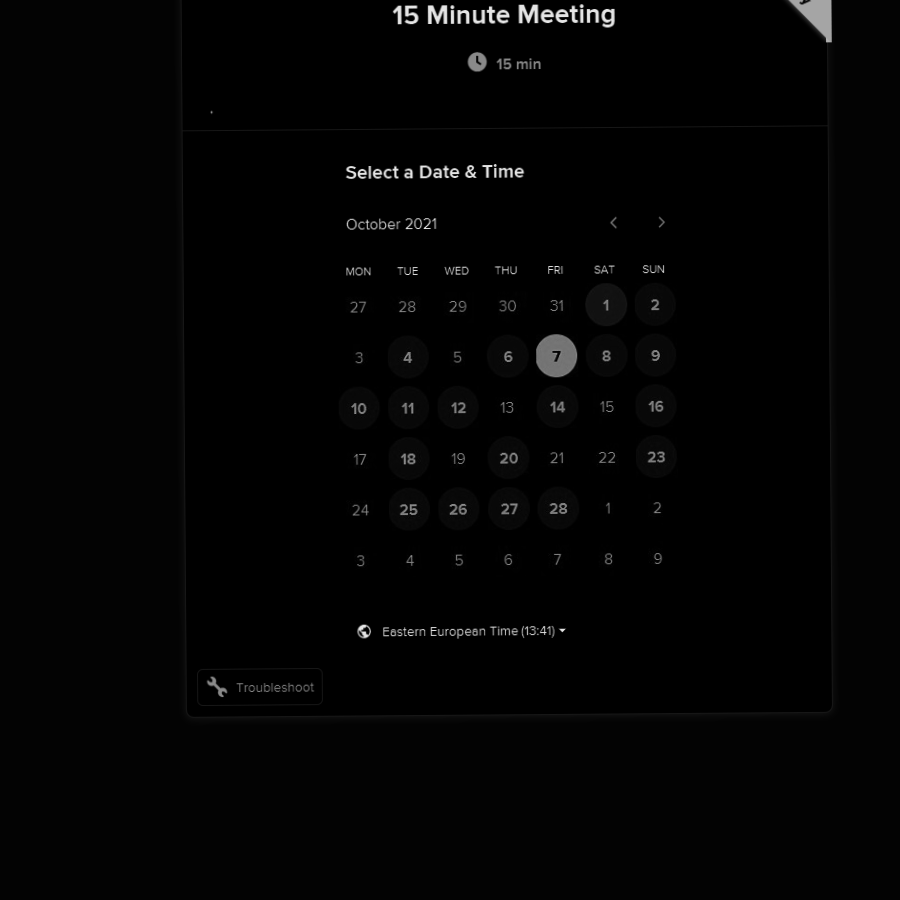 15 Minute Meeting
15 min
Select a Date & Time
October 2021
MON TUE WED THU FRI SAT SUN
27 28 29 30 31 1 2
3 4 5 6 7 8 9
10 11 12 13 14 15 16
17 18 19 20 21 22 23
24 25 26 27 28 1 2
3 4 5 6 7 8 9
Eastern European Time (13:41)
Troubleshoot